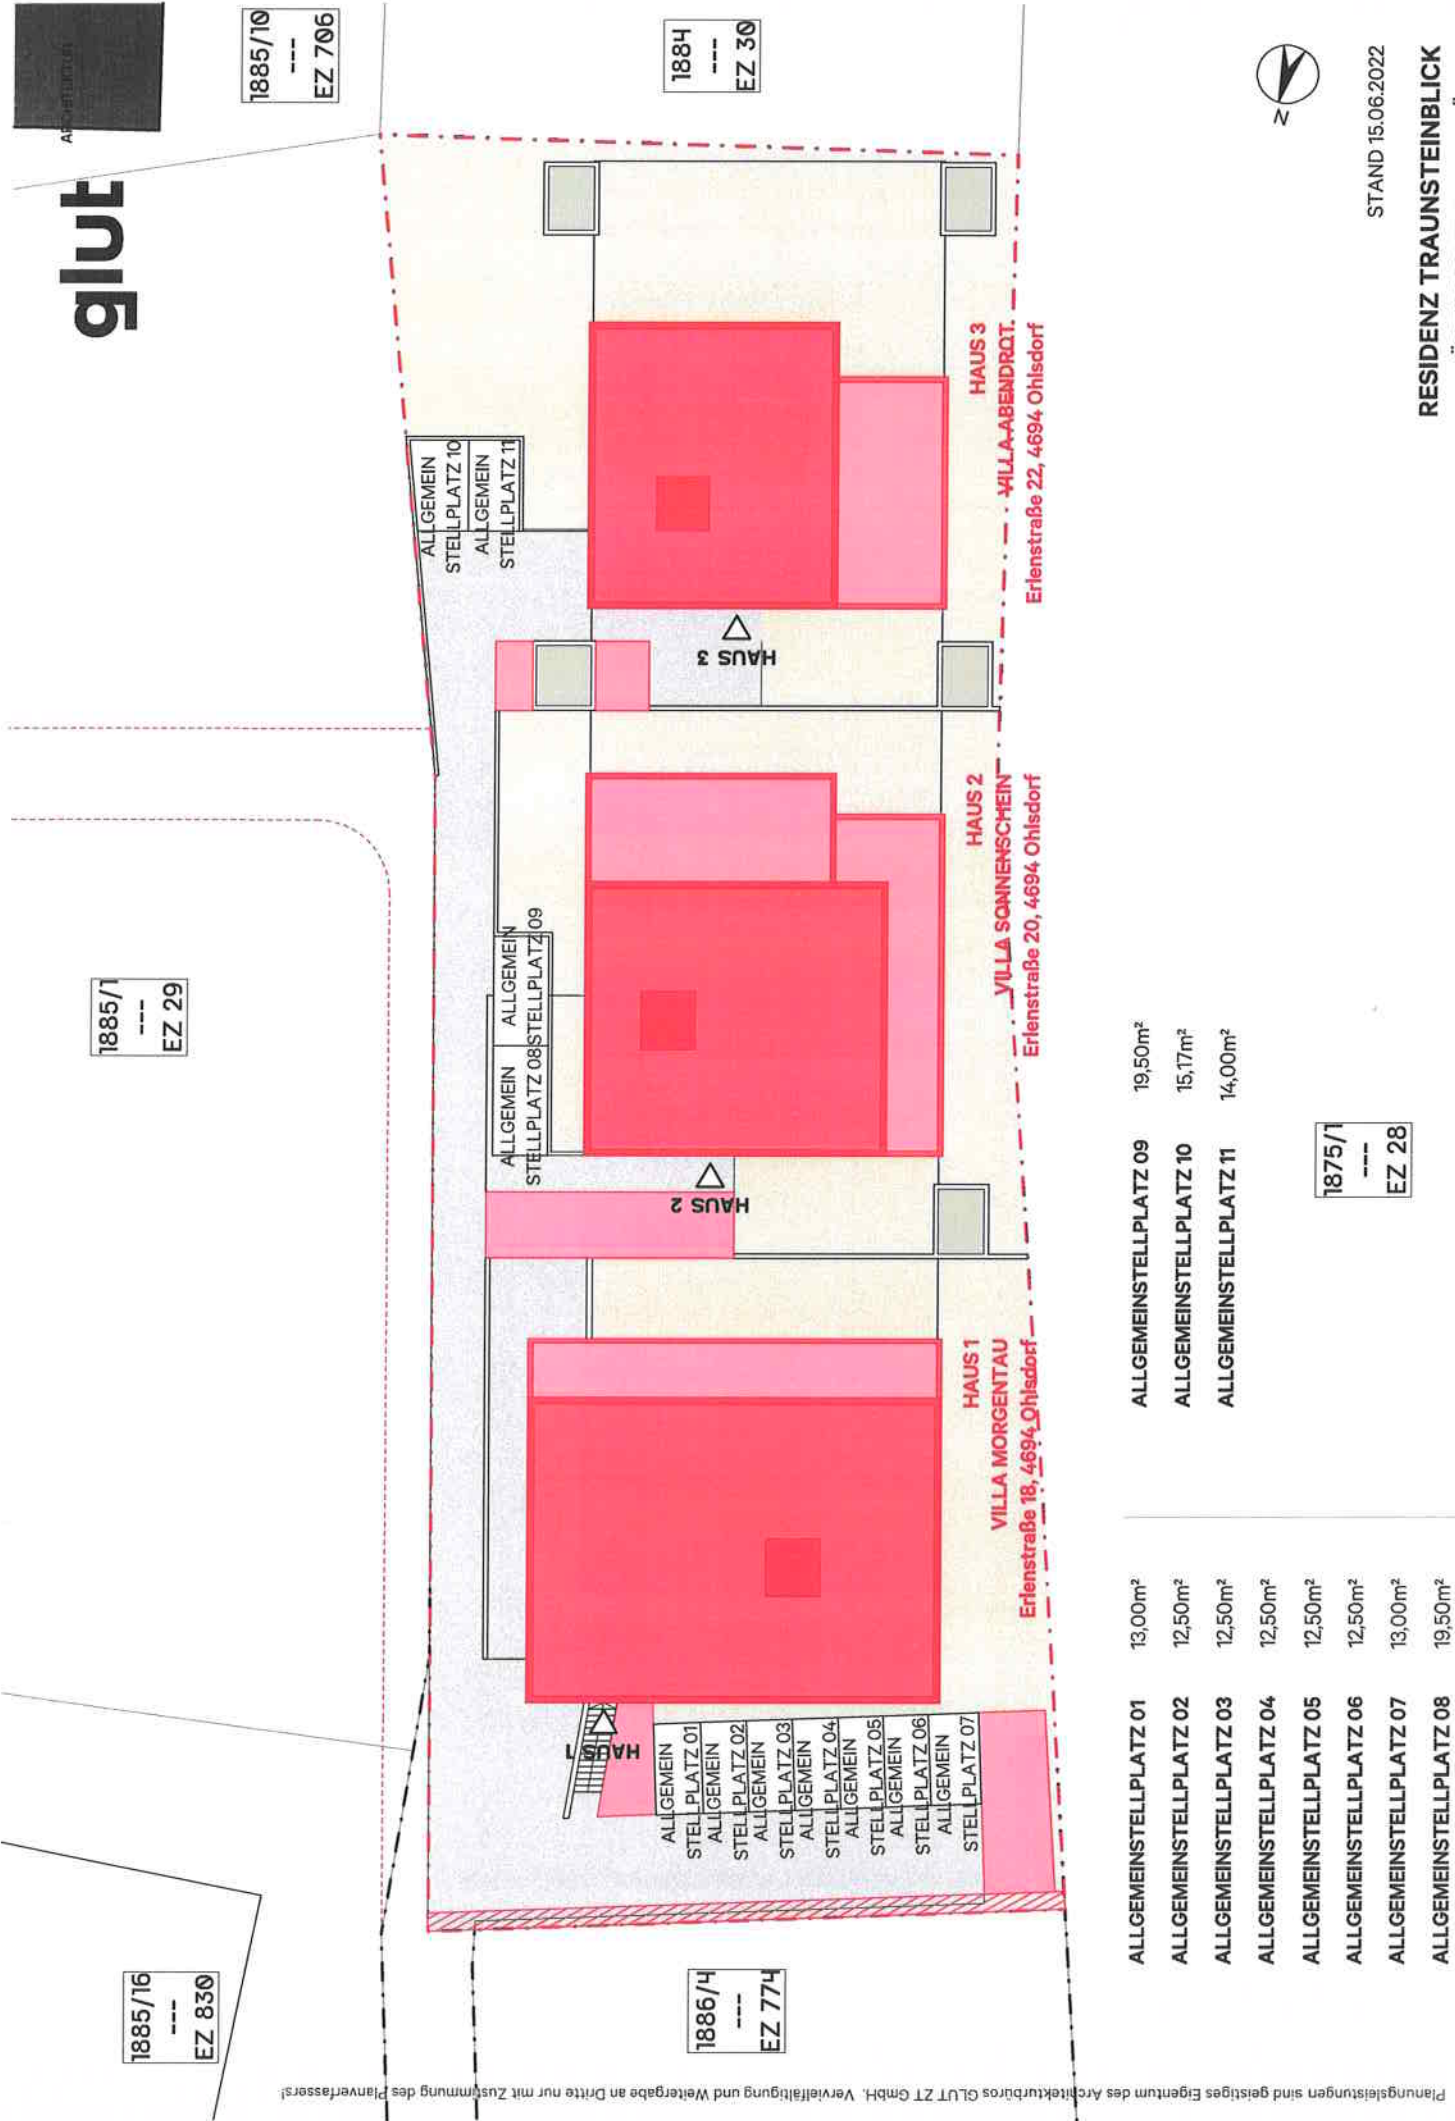 glut
ARCHITEKTUR
1885/10
---
EZ 706
1884
---
EZ 30
1885/1
---
EZ 29
1885/16
---
EZ 830
1886/4
---
EZ 774
1875/1
---
EZ 28
ALLGEMEIN
STELLPLATZ 10
ALLGEMEIN
STELLPLATZ 11
ALLGEMEIN
STELLPLATZ 08
ALLGEMEIN
STELLPLATZ 09
ALLGEMEIN
STELLPLATZ 01
ALLGEMEIN
STELLPLATZ 02
ALLGEMEIN
STELLPLATZ 03
ALLGEMEIN
STELLPLATZ 04
ALLGEMEIN
STELLPLATZ 05
ALLGEMEIN
STELLPLATZ 06
ALLGEMEIN
STELLPLATZ 07
HAUS 1
HAUS 2
HAUS 3
HAUS 1
VILLA MORGENTAU
Erlenstraße 18, 4694 Ohlsdorf
HAUS 2
VILLA SONNENSCHEIN
Erlenstraße 20, 4694 Ohlsdorf
HAUS 3
VILLA ABENDROT
Erlenstraße 22, 4694 Ohlsdorf
ALLGEMEINSTELLPLATZ 01 13,00m²
ALLGEMEINSTELLPLATZ 02 12,50m²
ALLGEMEINSTELLPLATZ 03 12,50m²
ALLGEMEINSTELLPLATZ 04 12,50m²
ALLGEMEINSTELLPLATZ 05 12,50m²
ALLGEMEINSTELLPLATZ 06 12,50m²
ALLGEMEINSTELLPLATZ 07 13,00m²
ALLGEMEINSTELLPLATZ 08 19,50m²
ALLGEMEINSTELLPLATZ 09 19,50m²
ALLGEMEINSTELLPLATZ 10 15,17m²
ALLGEMEINSTELLPLATZ 11 14,00m²
N
STAND 15.06.2022
RESIDENZ TRAUNSTEINBLICK
Planungsleistungen sind geistiges Eigentum des Architekturbüros GLUT ZT GmbH. Vervielfältigung und Weitergabe an Dritte nur mit Zustimmung des Planverfassers!